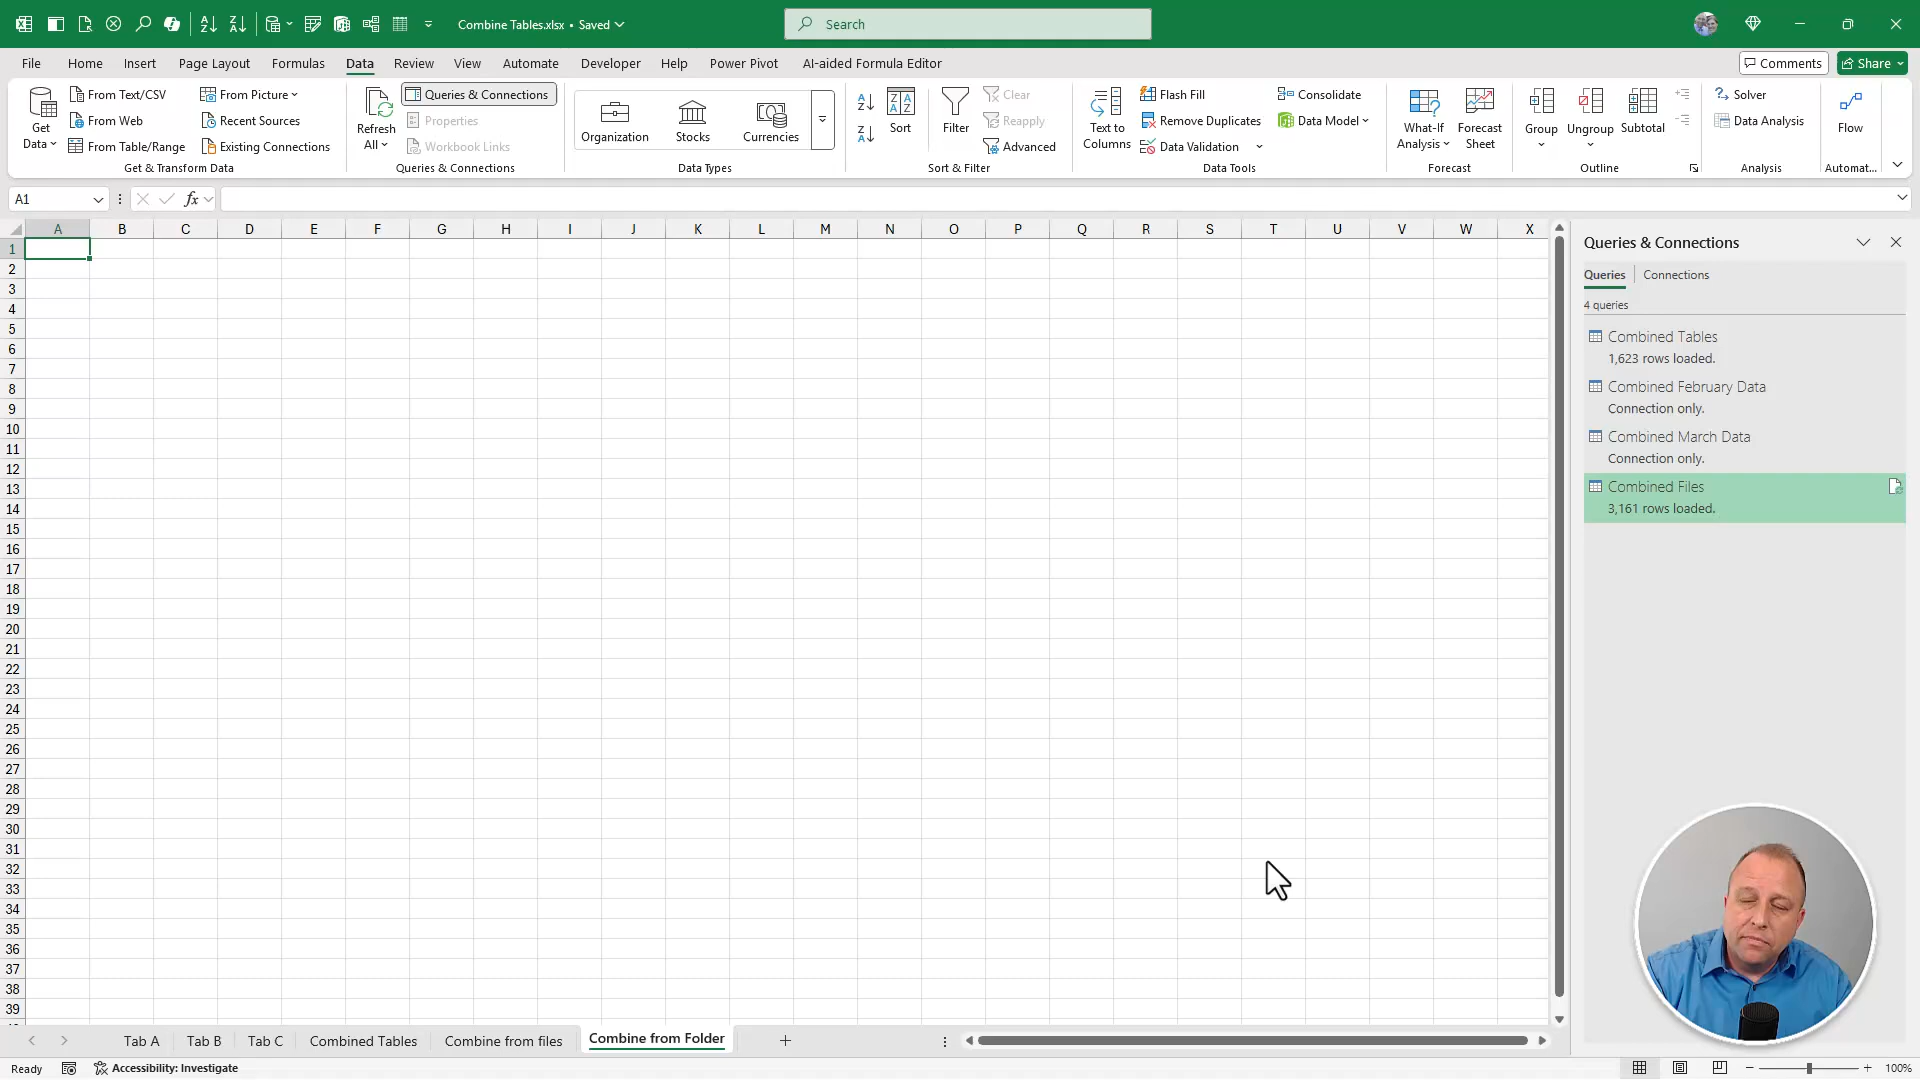 Combine Tables.xlsx • Saved
Search
File Home Insert Page Layout Formulas Data Review View Automate Developer Help Power Pivot AI-aided Formula Editor
Comments
Share
Get Data
From Text/CSV
From Web
From Table/Range
From Picture
Recent Sources
Existing Connections
Get & Transform Data
Refresh All
Queries & Connections
Properties
Workbook Links
Queries & Connections
Organization
Stocks
Currencies
Data Types
Sort
Filter
Clear
Reapply
Advanced
Sort & Filter
Text to Columns
Flash Fill
Remove Duplicates
Data Validation
Consolidate
Data Model
Data Tools
What-If Analysis
Forecast Sheet
Forecast
Group
Ungroup
Subtotal
Outline
Solver
Data Analysis
Analysis
Flow
Automat...
A1
fx
A B C D E F G H I J K L M N O P Q R S T U V W X
1
2
3
4
5
6
7
8
9
10
11
12
13
14
15
16
17
18
19
20
21
22
23
24
25
26
27
28
29
30
31
32
33
34
35
36
37
38
39
Queries & Connections
Queries
Connections
4 queries
Combined Tables
1,623 rows loaded.
Combined February Data
Connection only.
Combined March Data
Connection only.
Combined Files
3,161 rows loaded.
Tab A Tab B Tab C Combined Tables Combine from files Combine from Folder
Ready
Accessibility: Investigate
100%